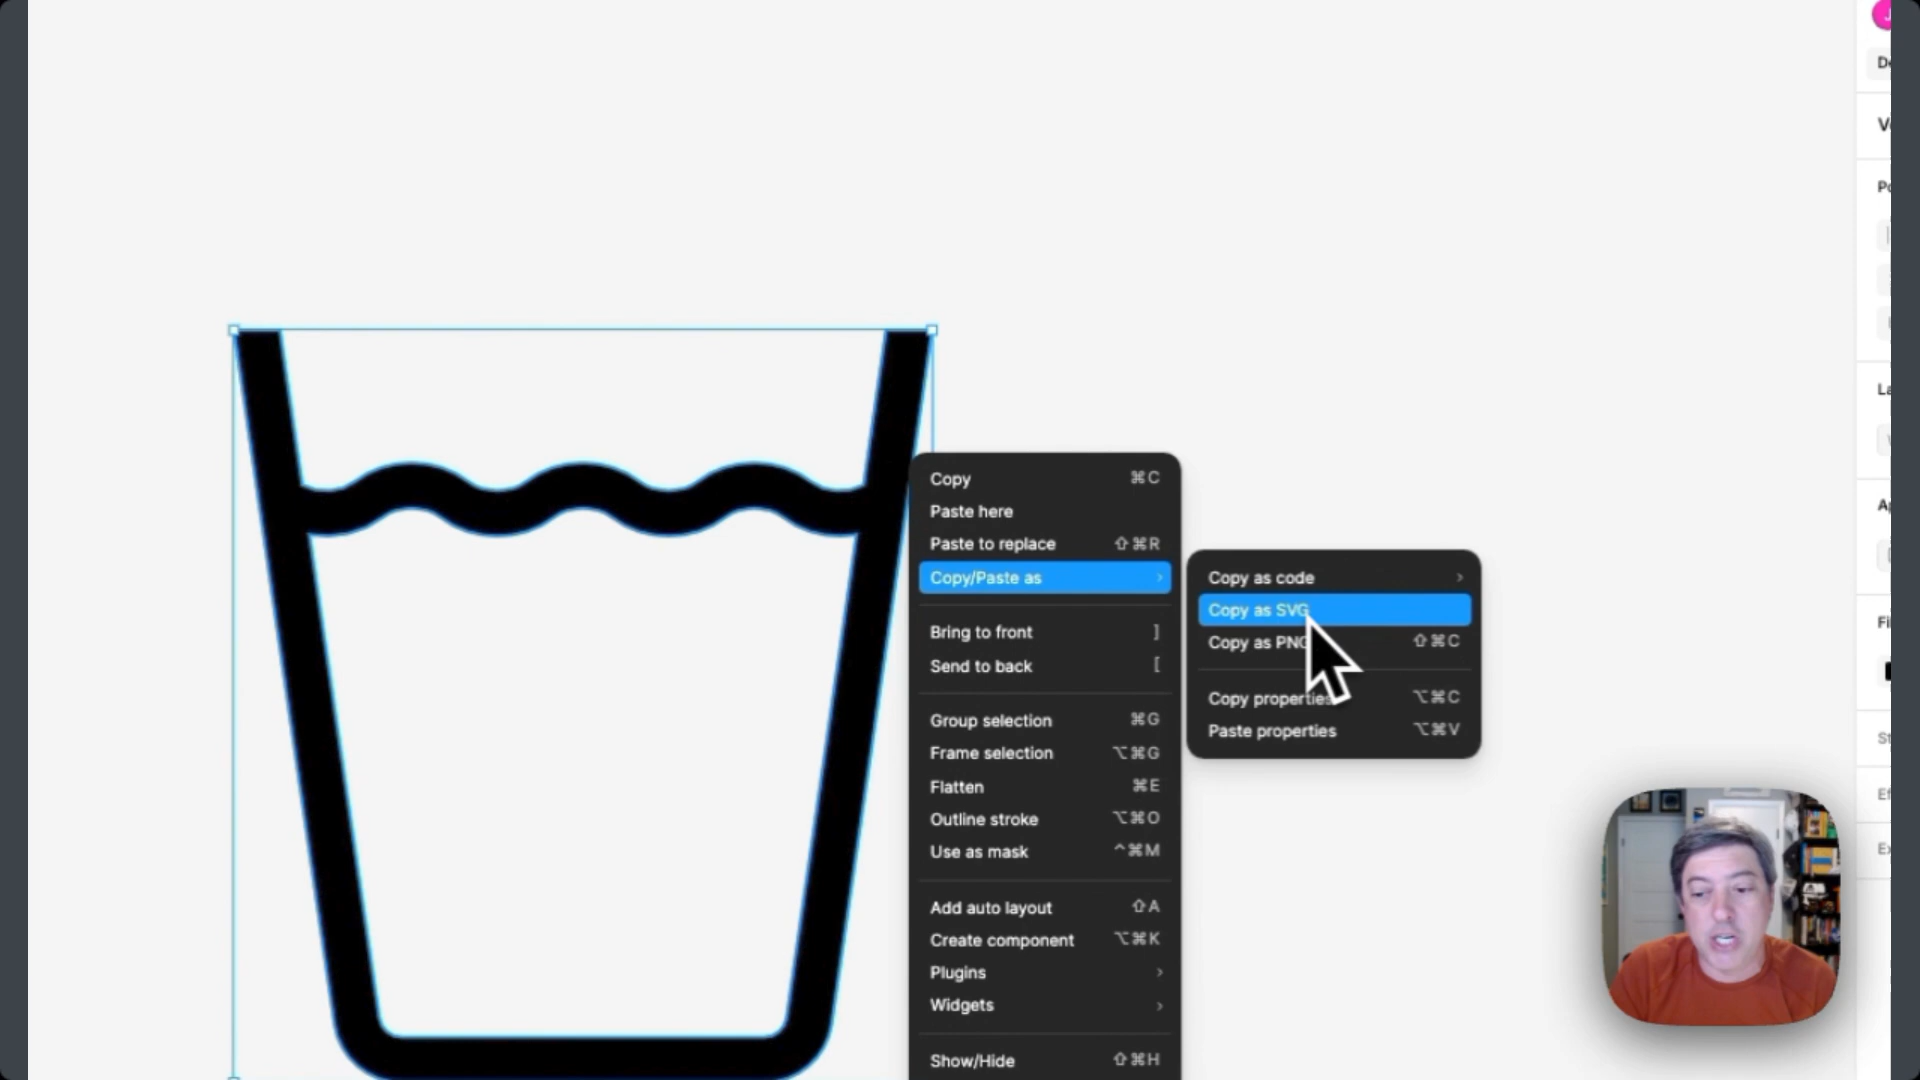 Copy ⌘C
Paste here
Paste to replace ⇧⌘R
Copy/Paste as
Bring to front ]
Send to back [
Group selection ⌘G
Frame selection ⌥⌘G
Flatten ⌘E
Outline stroke ⌥⌘O
Use as mask ^⌘M
Add auto layout ⇧A
Create component ⌥⌘K
Plugins
Widgets
Show/Hide ⇧⌘H
Copy as code
Copy as SVG
Copy as PNG ⇧⌘C
Copy properties ⌥⌘C
Paste properties ⌥⌘V